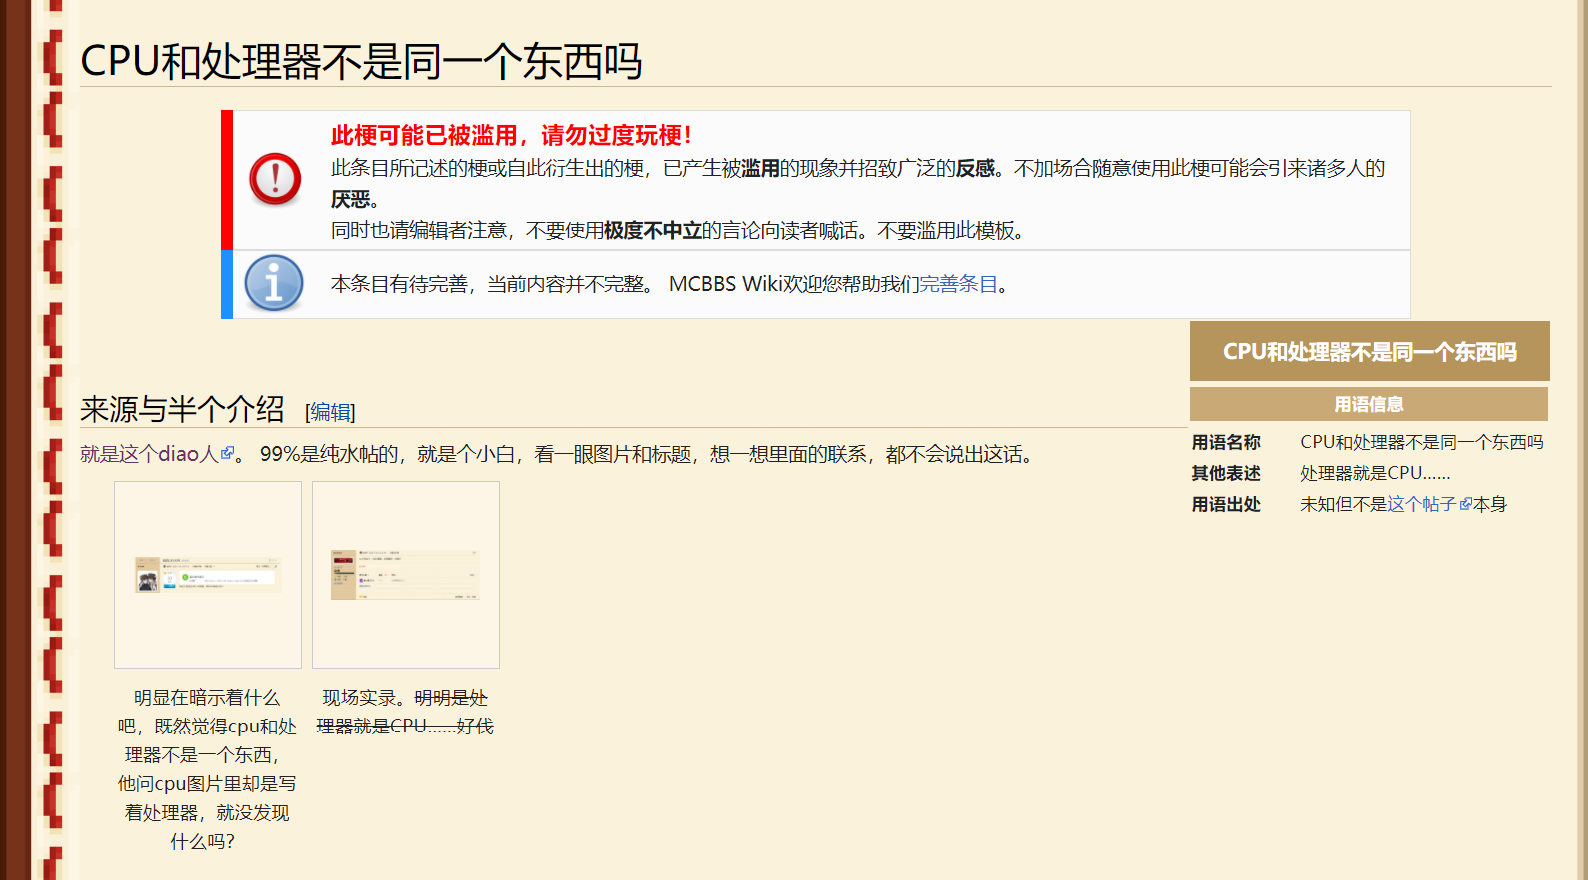 CPU和处理器不是同一个东西吗
此梗可能已被滥用，请勿过度玩梗！
此条目所记述的梗或自此衍生出的梗，已产生被滥用的现象并招致广泛的反感。不加场合随意使用此梗可能会引来诸多人的
厌恶。
同时也请编辑者注意，不要使用极度不中立的言论向读者喊话。不要滥用此模板。
本条目有待完善，当前内容并不完整。 MCBBS Wiki欢迎您帮助我们完善条目。
CPU和处理器不是同一个东西吗
用语信息
用语名称 CPU和处理器不是同一个东西吗
其他表述 处理器就是CPU……
用语出处 未知但不是这个帖子本身
来源与半个介绍 [编辑]
就是这个diao人。 99%是纯水帖的，就是个小白，看一眼图片和标题，想一想里面的联系，都不会说出这话。
明显在暗示着什么
吧，既然觉得cpu和处
理器不是一个东西，
他问cpu图片里却是写
着处理器，就没发现
什么吗？
现场实录。明明是处
理器就是CPU……好伐